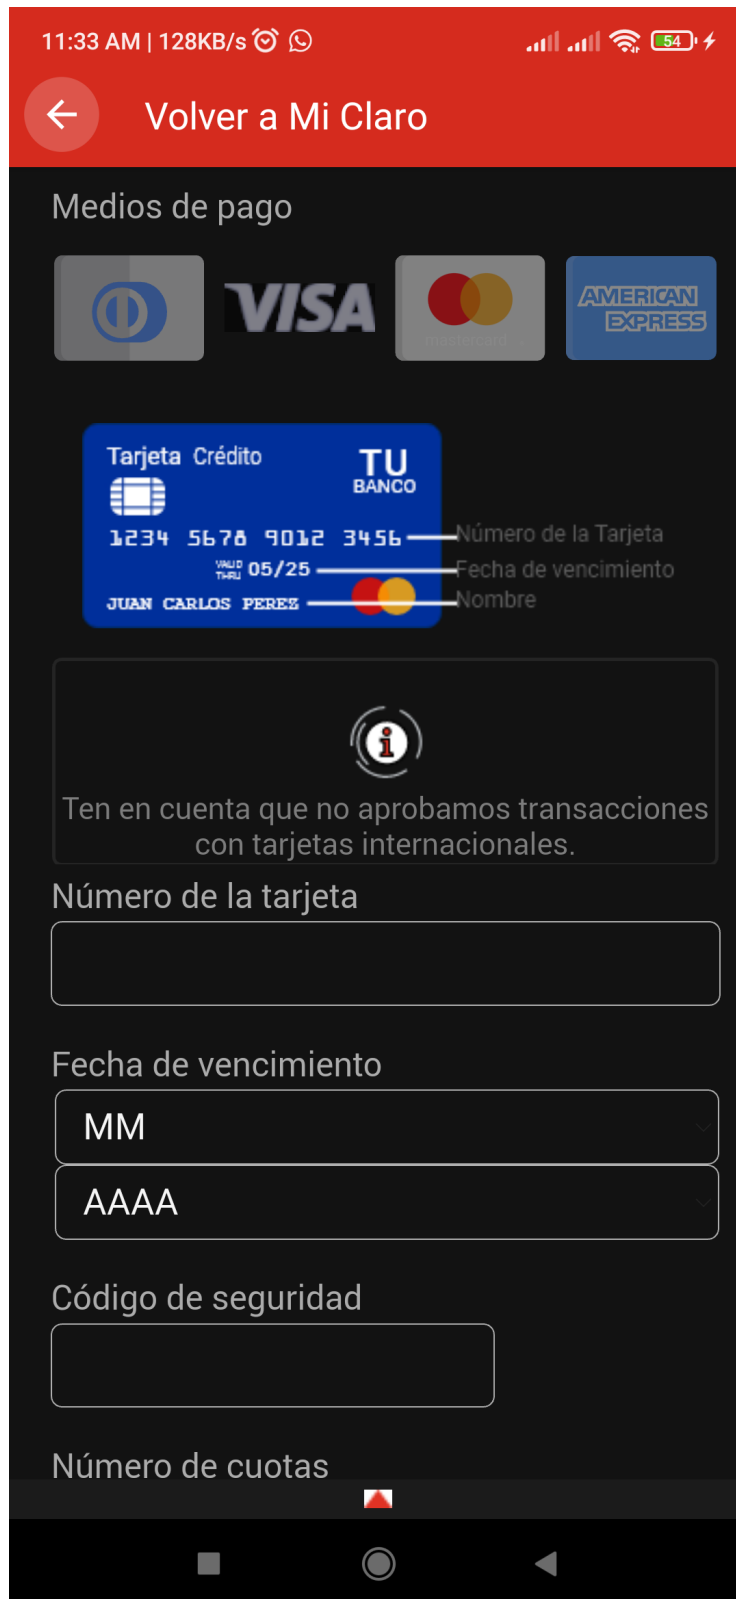 11:33 AM | 128KB/s
54
Volver a Mi Claro
Medios de pago
VISA
mastercard
AMERICAN
EXPRESS
Tarjeta Crédito
TU
BANCO
1234 5678 9012 3456
Número de la Tarjeta
VALID
THRU
05/25
Fecha de vencimiento
JUAN CARLOS PEREZ
Nombre
Ten en cuenta que no aprobamos transacciones
con tarjetas internacionales.
Número de la tarjeta
Fecha de vencimiento
MM
AAAA
Código de seguridad
Número de cuotas